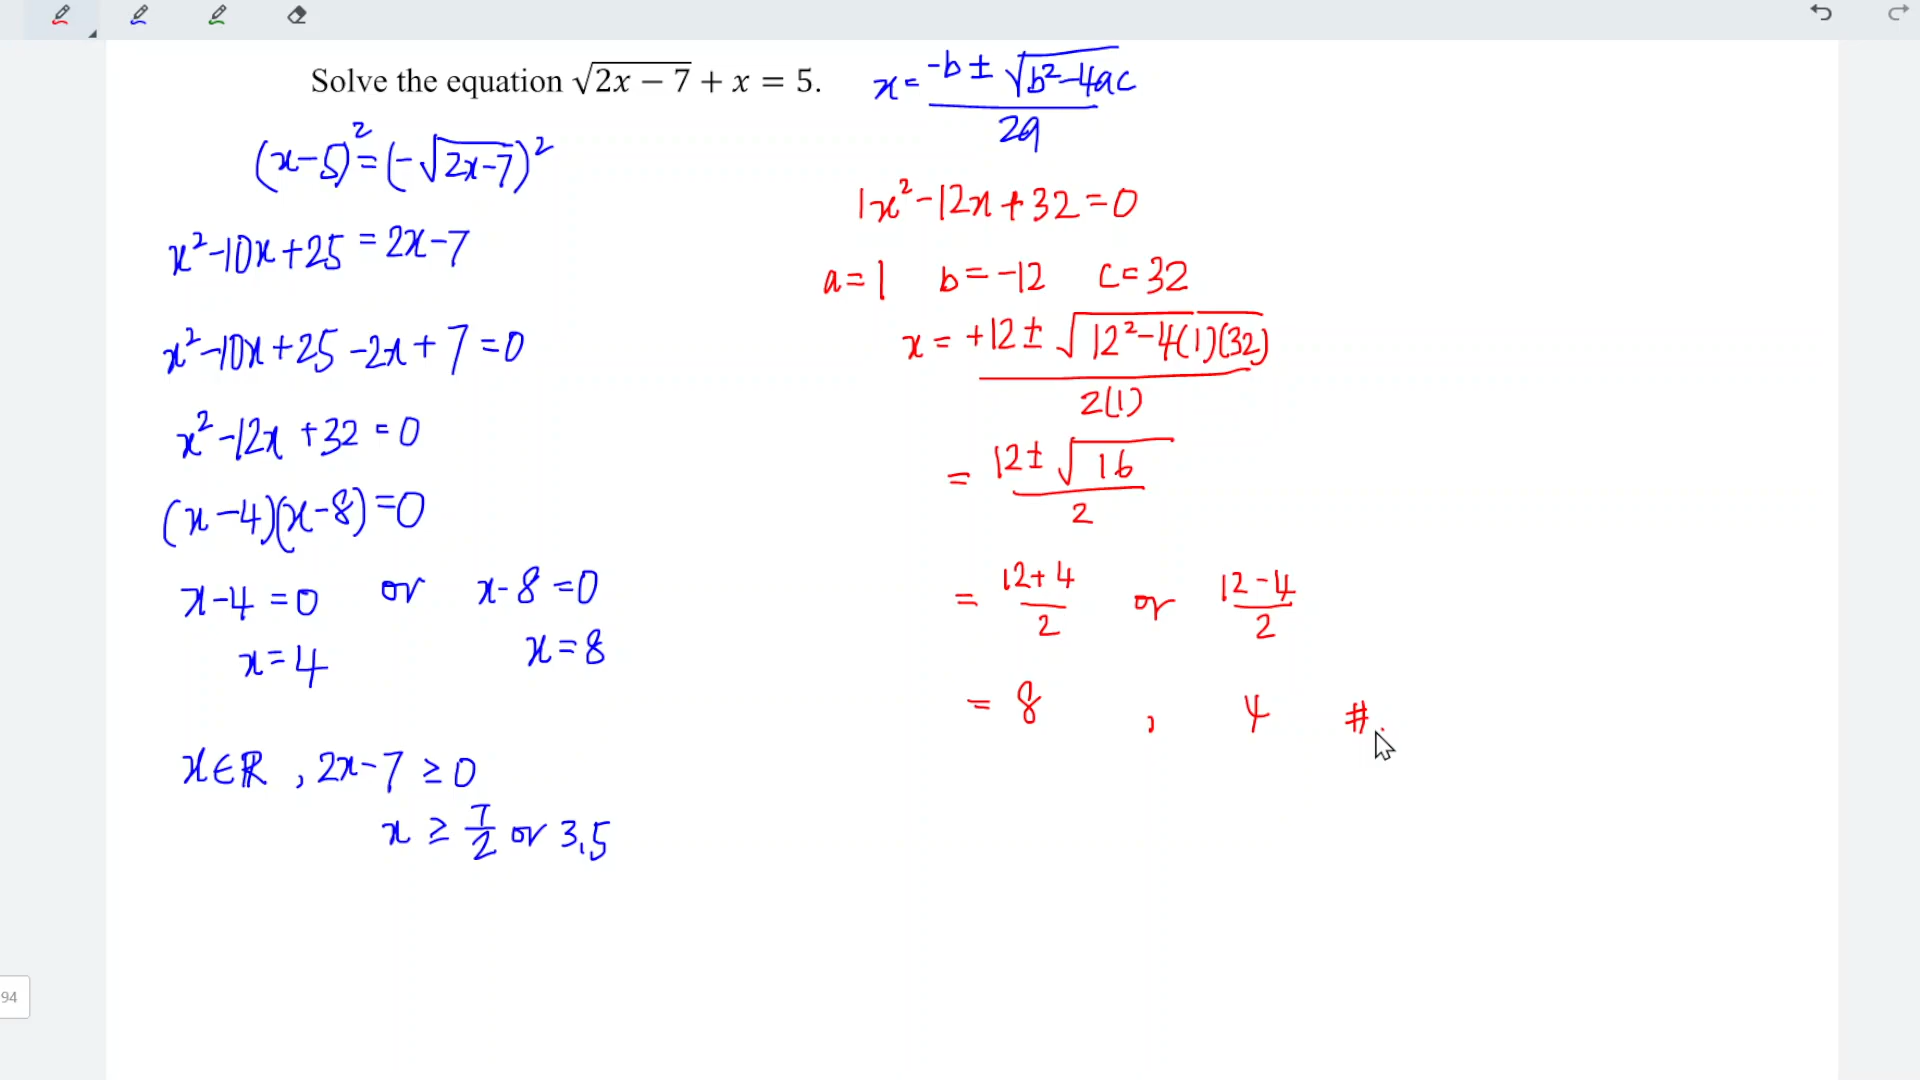 Solve the equation √(2x − 7) + x = 5.
(x-5)² = (-√(2x-7))²
x²-10x+25 = 2x-7
x²-10x+25-2x+7=0
x²-12x+32=0
(x-4)(x-8)=0
x-4=0 or x-8=0
x=4 x=8
x∈ℝ, 2x-7 ≥ 0
x ≥ 7/2 or 3.5
x = (-b ± √(b²-4ac))/2a
1x²-12x+32=0
a=1 b=-12 c=32
x = (+12 ± √(12²-4(1)(32)))/2(1)
= (12 ± √16)/2
= (12+4)/2 or (12-4)/2
= 8 , 4 #.
94